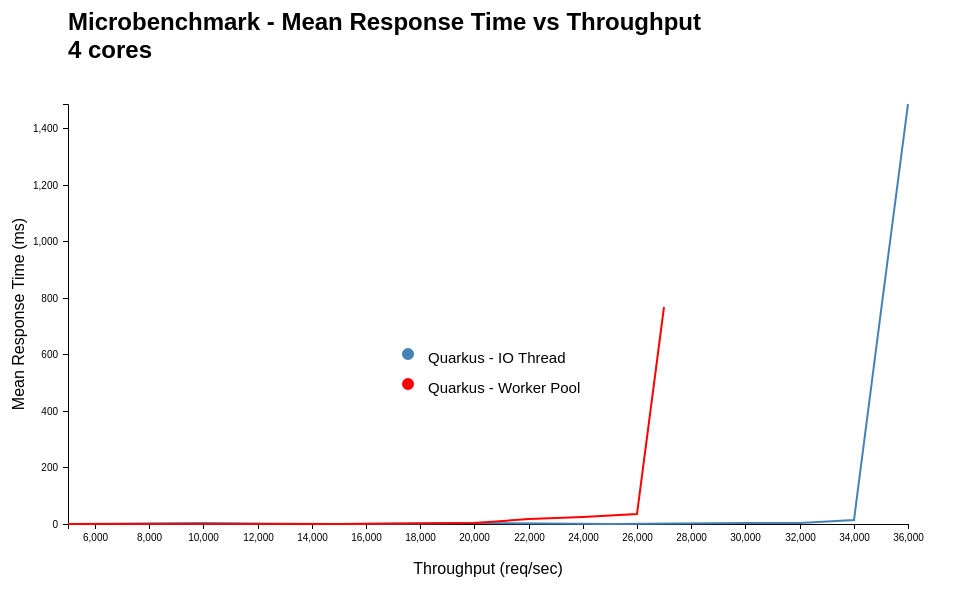 Microbenchmark - Mean Response Time vs Throughput
4 cores
Mean Response Time (ms)
1,400
1,200
1,000
800
600
400
200
0
Quarkus - IO Thread
Quarkus - Worker Pool
6,000 8,000 10,000 12,000 14,000 16,000 18,000 20,000 22,000 24,000 26,000 28,000 30,000 32,000 34,000 36,000
Throughput (req/sec)